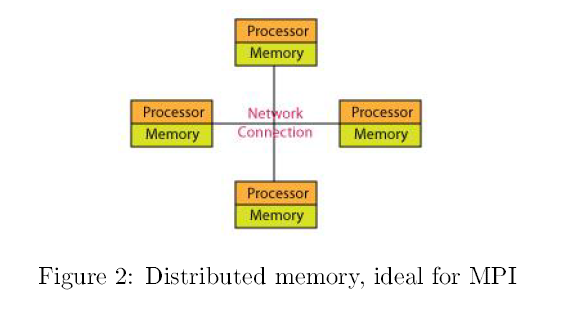 Processor
Memory
Processor
Memory
Network
Connection
Processor
Memory
Processor
Memory
Figure 2: Distributed memory, ideal for MPI